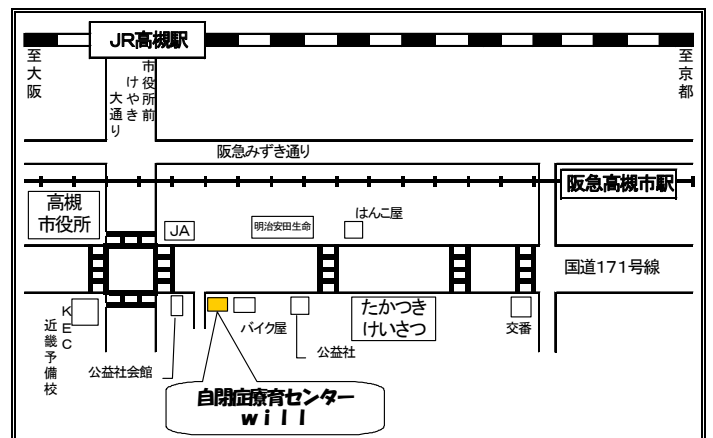 JR高槻駅
至大阪
至京都
市役所前
けやき
大通り
阪急みずき通り
阪急高槻市駅
高槻
市役所
JA
明治安田生命
はんこ屋
国道171号線
KEC
近畿予備校
公益社会館
バイク屋
公益社
たかつき
けいさつ
交番
自閉症療育センター
will